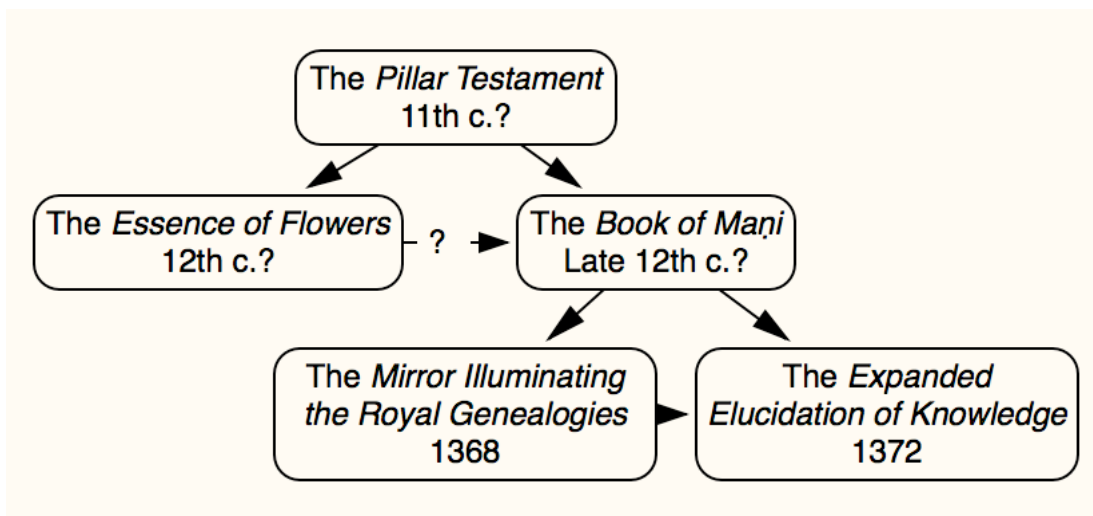 The Pillar Testament
11th c.?
The Essence of Flowers
12th c.?
?
The Book of Maṇi
Late 12th c.?
The Mirror Illuminating
the Royal Genealogies
1368
The Expanded
Elucidation of Knowledge
1372